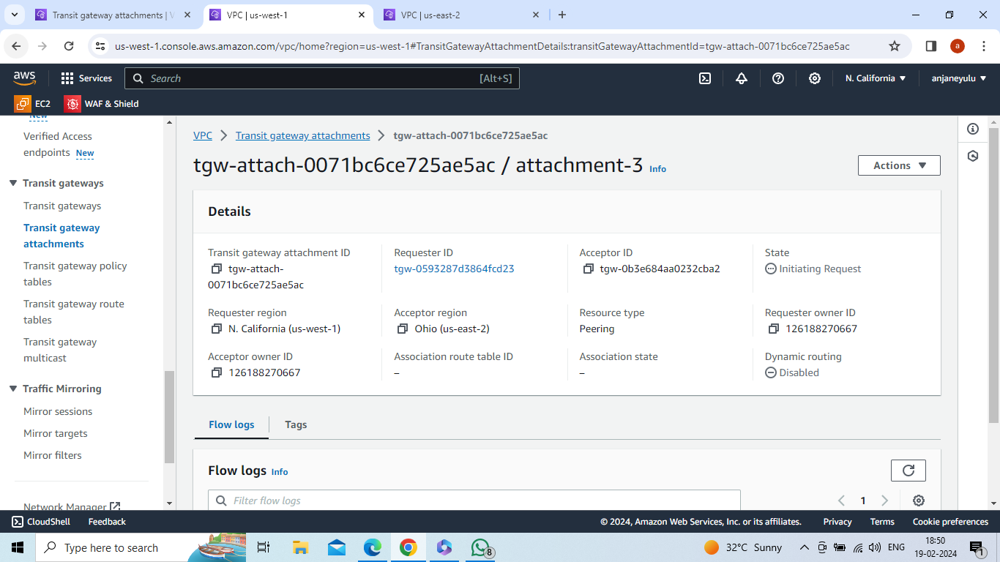 Transit gateway attachments | V
VPC | us-west-1
VPC | us-east-2
us-west-1.console.aws.amazon.com/vpc/home?region=us-west-1#TransitGatewayAttachmentDetails:transitGatewayAttachmentId=tgw-attach-0071bc6ce725ae5ac
a
aws
Services
Search
[Alt+S]
N. California
anjaneyulu
EC2
WAF & Shield
New
Verified Access
endpoints New
Transit gateways
Transit gateways
Transit gateway
attachments
Transit gateway policy
tables
Transit gateway route
tables
Transit gateway
multicast
Traffic Mirroring
Mirror sessions
Mirror targets
Mirror filters
Network Manager
VPC
Transit gateway attachments
tgw-attach-0071bc6ce725ae5ac
tgw-attach-0071bc6ce725ae5ac / attachment-3 Info
Actions
Details
Transit gateway attachment ID
tgw-attach-
0071bc6ce725ae5ac
Requester ID
tgw-0593287d3864fcd23
Acceptor ID
tgw-0b3e684aa0232cba2
State
Initiating Request
Requester region
N. California (us-west-1)
Acceptor region
Ohio (us-east-2)
Resource type
Peering
Requester owner ID
126188270667
Acceptor owner ID
126188270667
Association route table ID
–
Association state
–
Dynamic routing
Disabled
Flow logs
Tags
Flow logs Info
Filter flow logs
1
CloudShell
Feedback
© 2024, Amazon Web Services, Inc. or its affiliates.
Privacy
Terms
Cookie preferences
Type here to search
8
32°C Sunny
ENG
18:50
19-02-2024
1